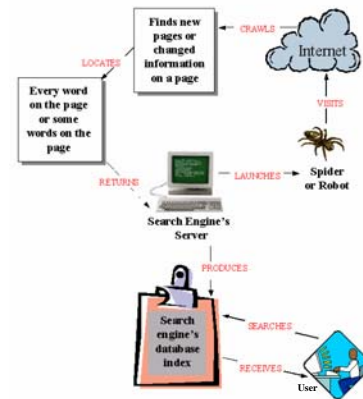 Finds new
pages or
changed
information
on a page
CRAWLS
Internet
LOCATES
Every word
on the page
or some
words on the
page
VISITS
RETURNS
LAUNCHES
Spider
or Robot
Search Engine's
Server
PRODUCES
Search
engine's
database
index
SEARCHES
RECEIVES
User